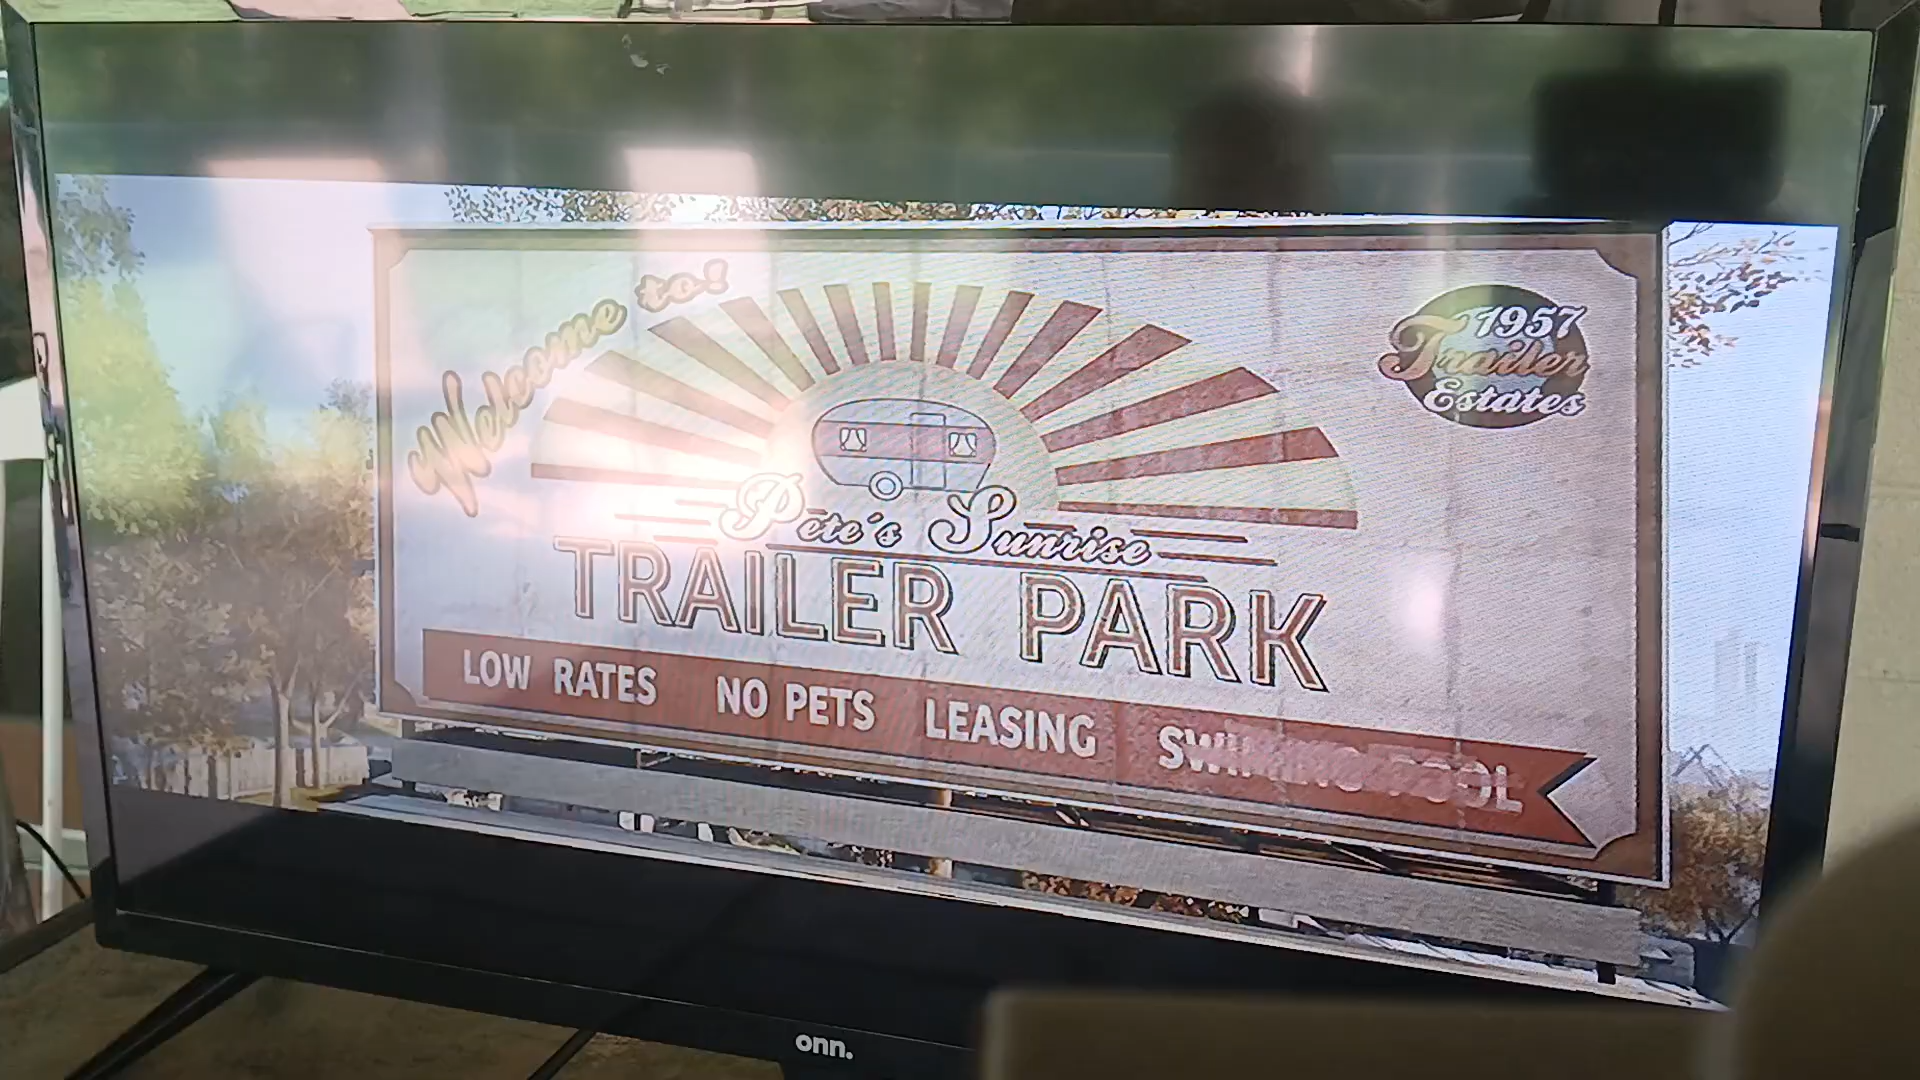 Welcome to!
1957
Trailer
Estates
Pete's Sunrise
TRAILER PARK
LOW RATES NO PETS LEASING
onn.